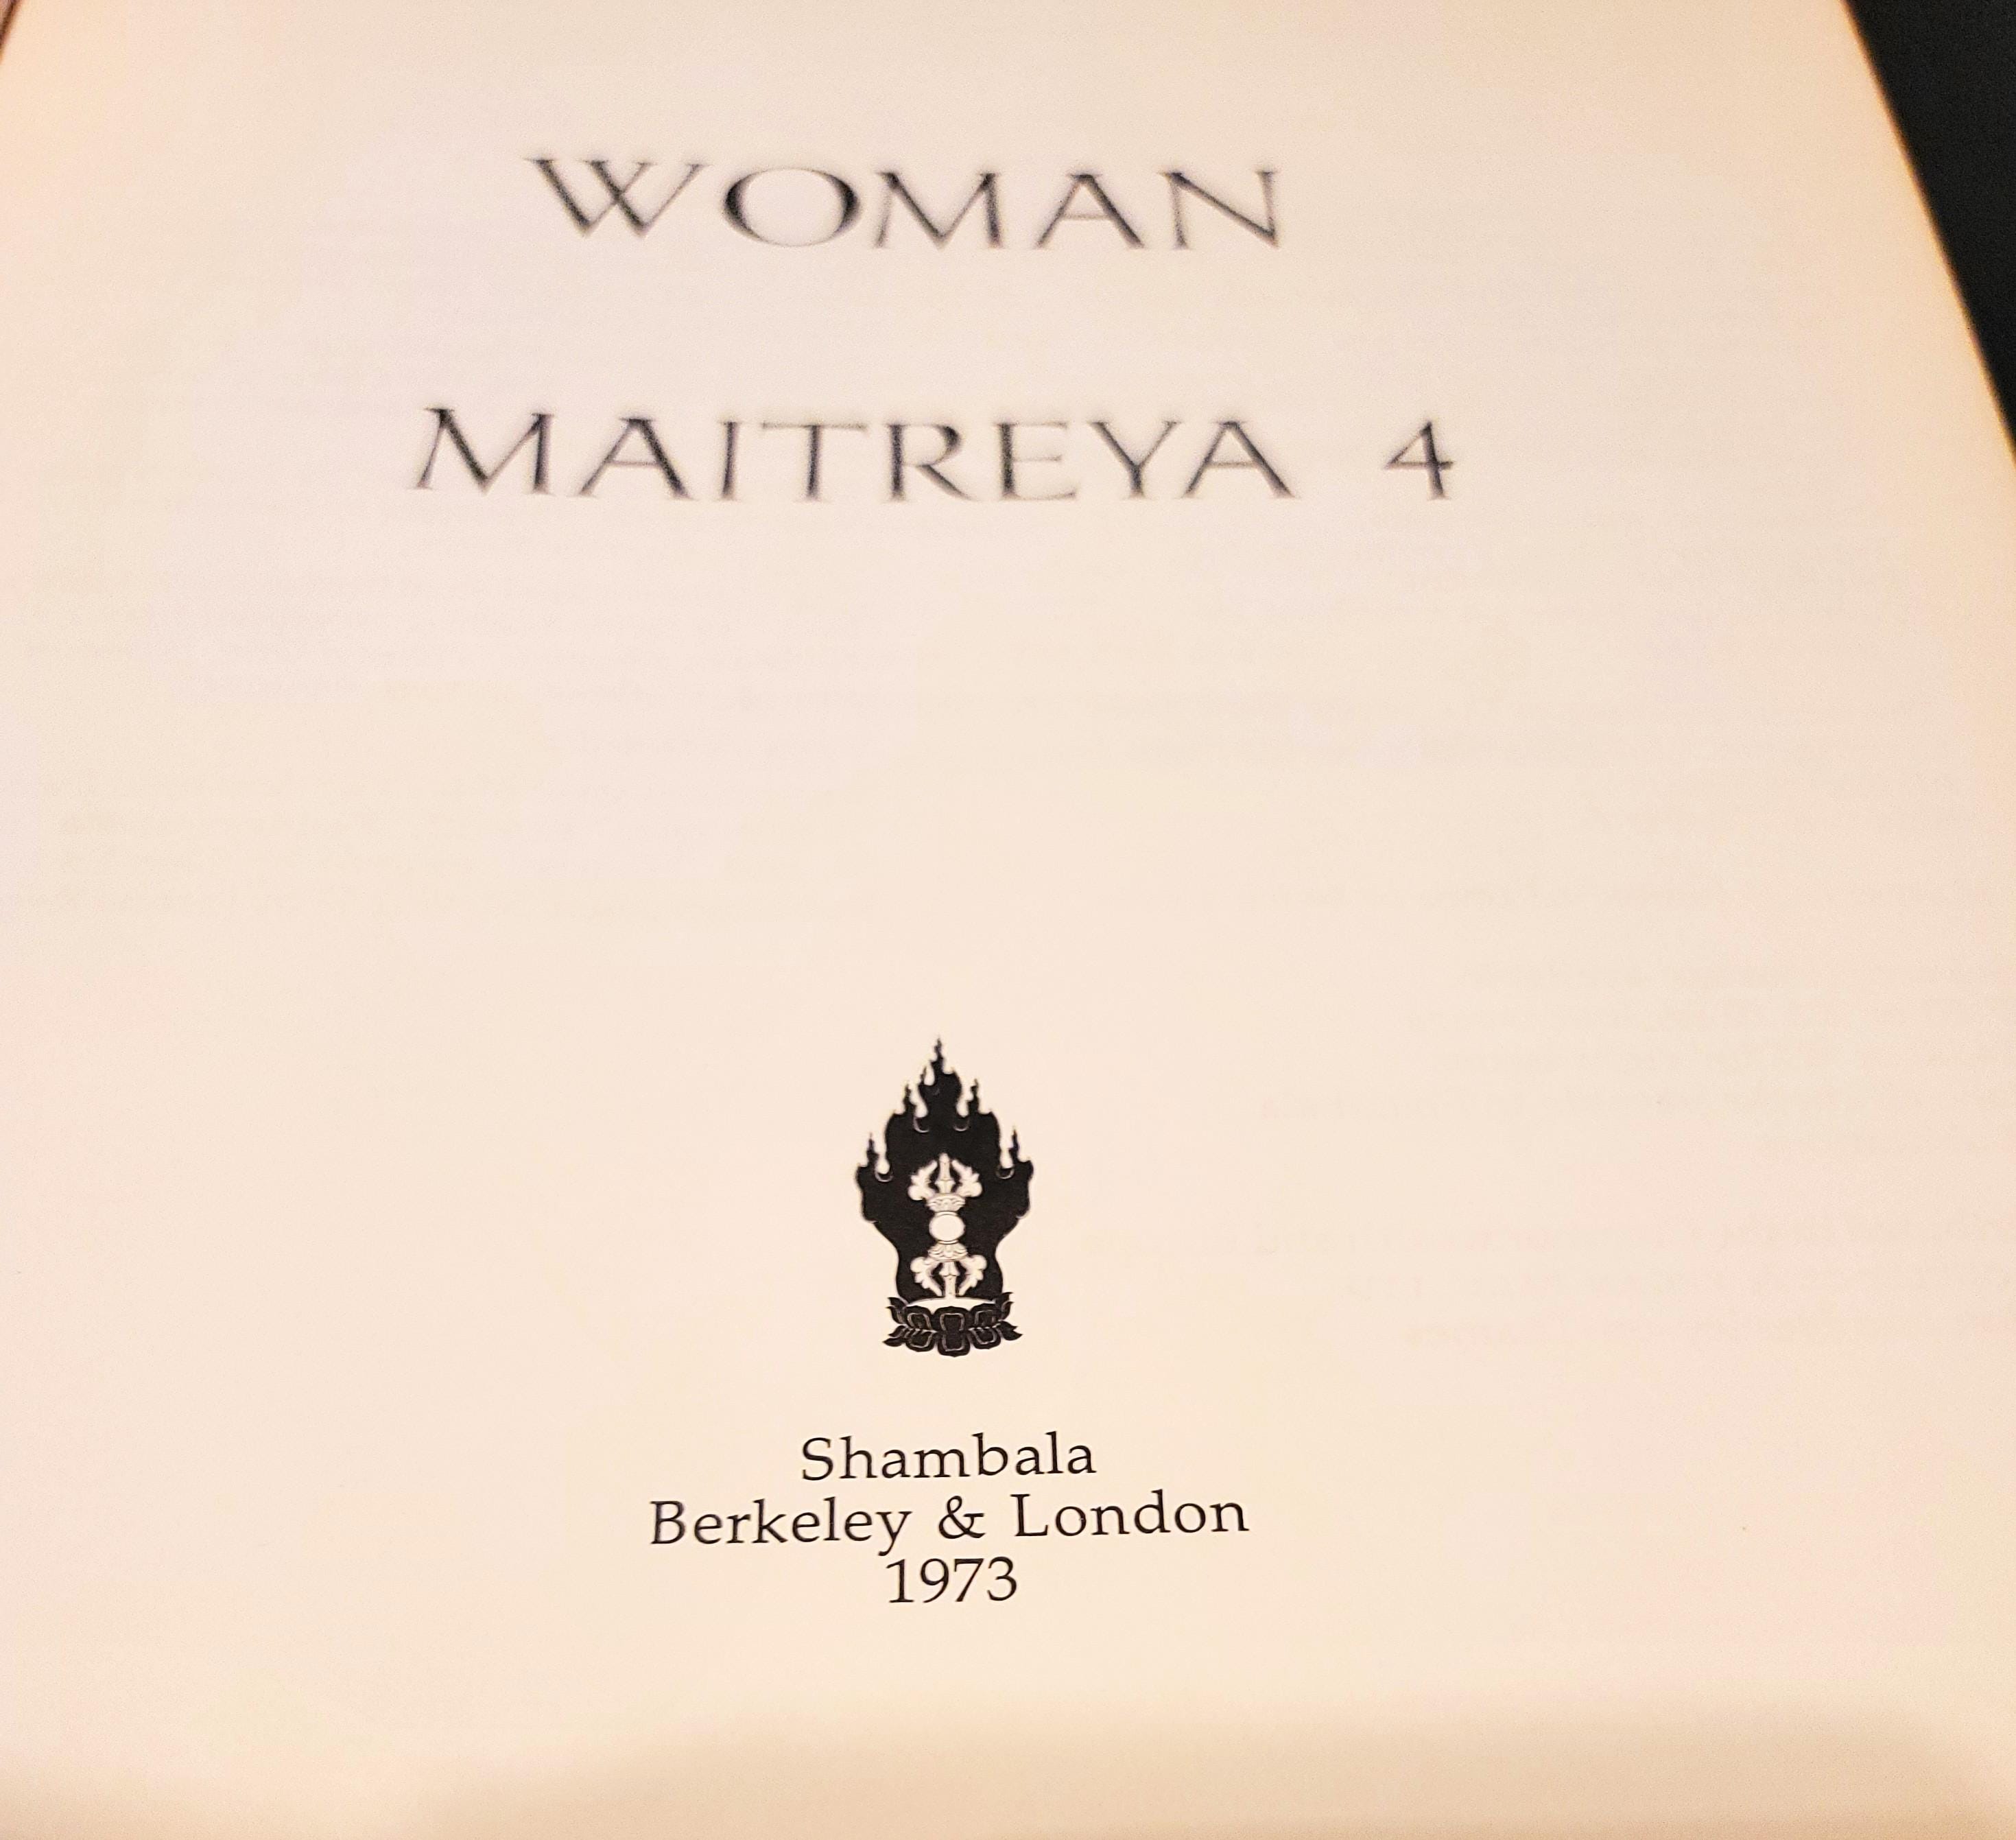 WOMAN
MAITREYA 4
Shambala
Berkeley & London
1973